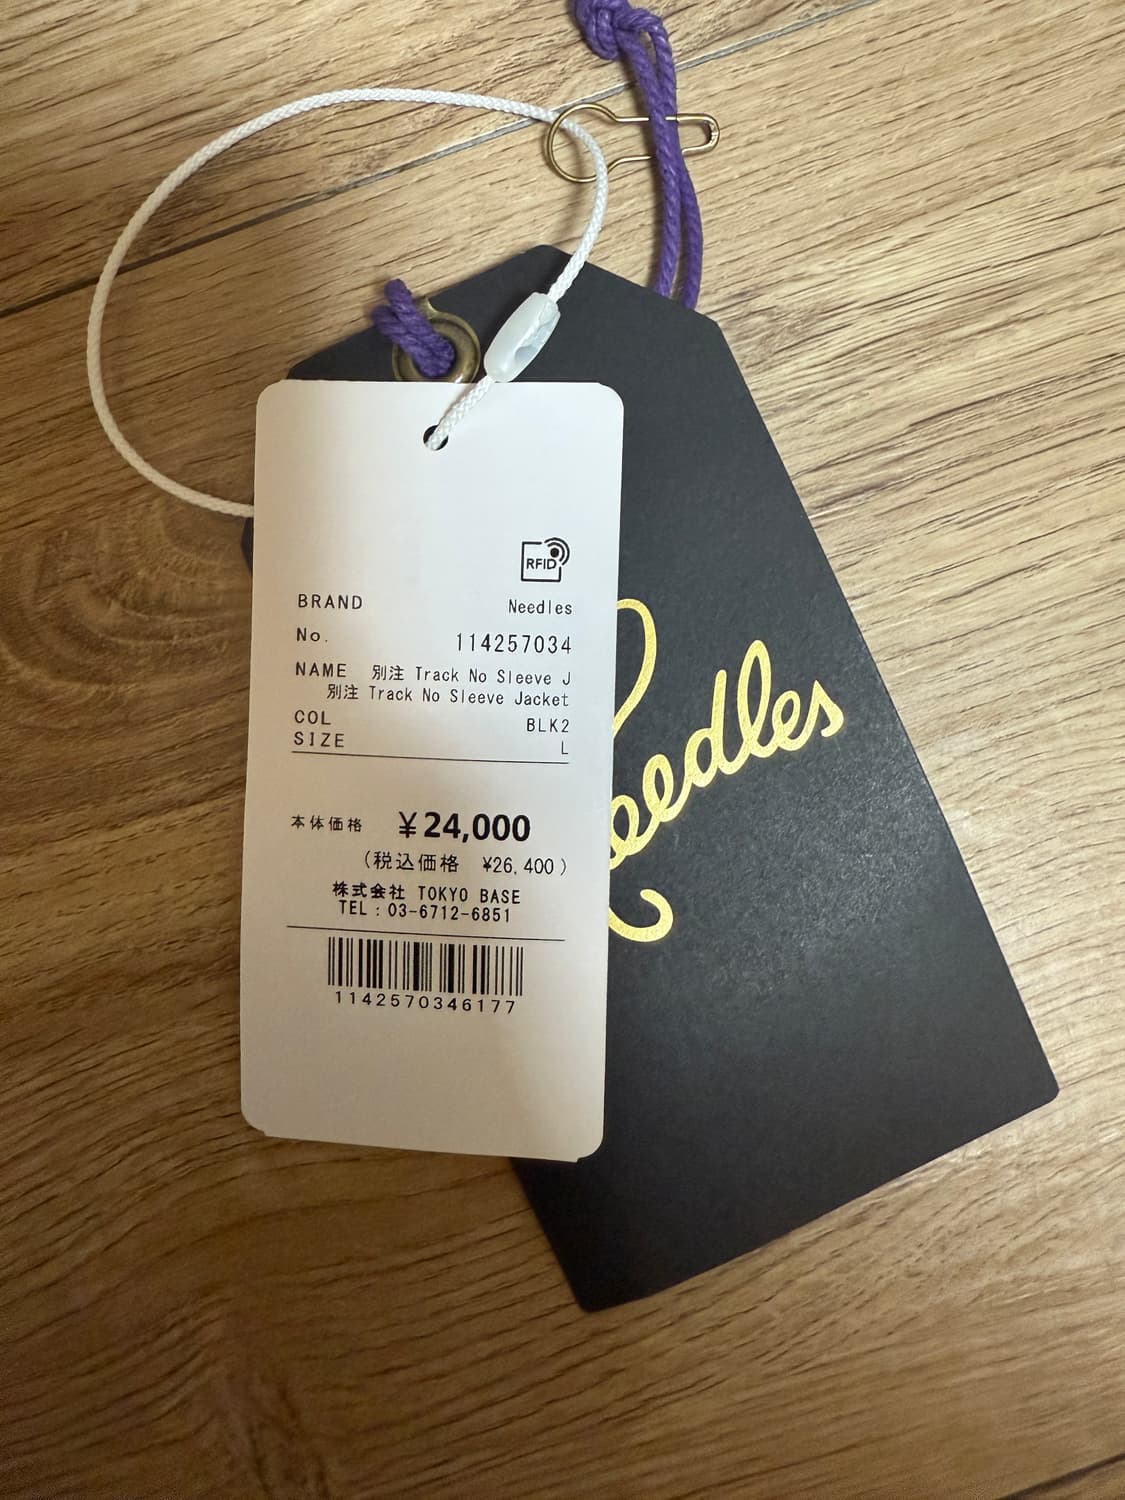 RFID
BRAND Needles
No. 114257034
NAME 別注 Track No Sleeve J
別注 Track No Sleeve Jacket
COL BLK2
SIZE L
本体価格 ¥24,000
(税込価格 ¥26,400)
株式会社 TOKYO BASE
TEL:03-6712-6851
1142570346177
Needles